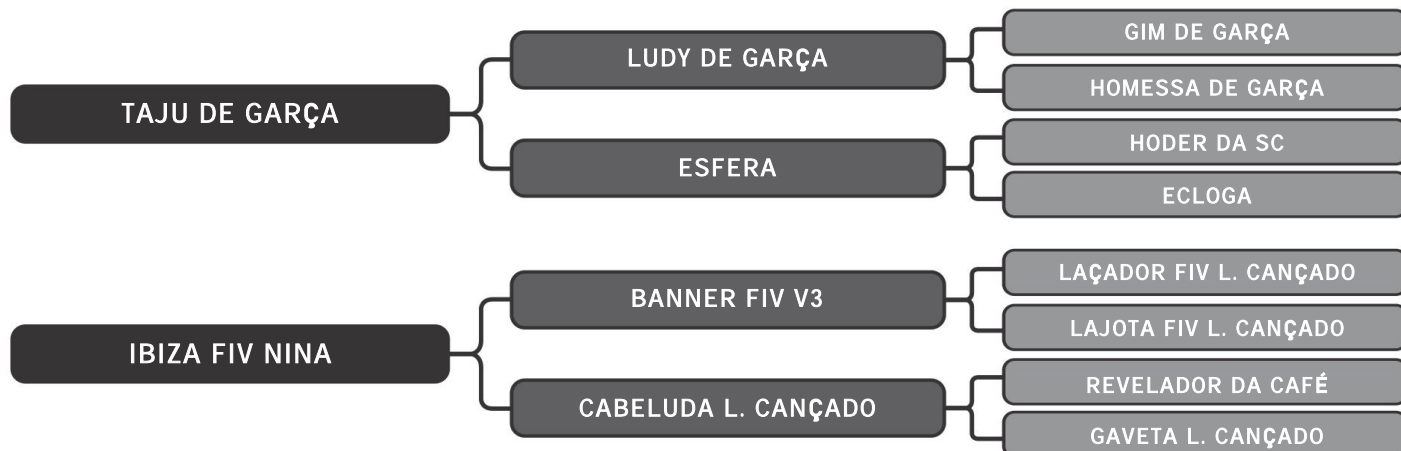 TAJU DE GARÇA
LUDY DE GARÇA
GIM DE GARÇA
HOMESSA DE GARÇA
ESFERA
HODER DA SC
ECLOGA
IBIZA FIV NINA
BANNER FIV V3
LAÇADOR FIV L. CANÇADO
LAJOTA FIV L. CANÇADO
CABELUDA L. CANÇADO
REVELADOR DA CAFÉ
GAVETA L. CANÇADO